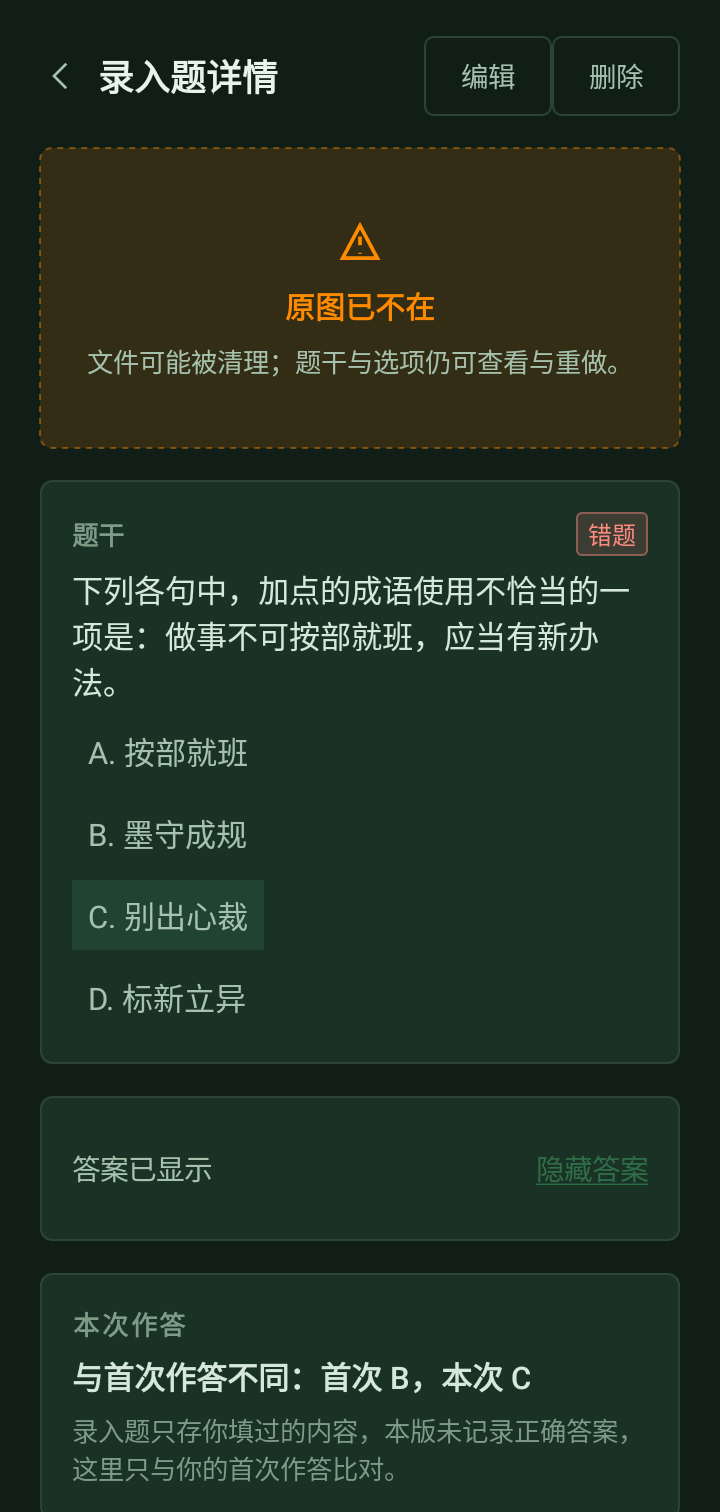 录入题详情
编辑
删除
原图已不在
文件可能被清理；题干与选项仍可查看与重做。
题干
错题
下列各句中，加点的成语使用不恰当的一
项是：做事不可按部就班，应当有新办
法。
A. 按部就班
B. 墨守成规
C. 别出心裁
D. 标新立异
答案已显示
隐藏答案
本次作答
与首次作答不同：首次 B，本次 C
录入题只存你填过的内容，本版未记录正确答案，
这里只与你的首次作答比对。